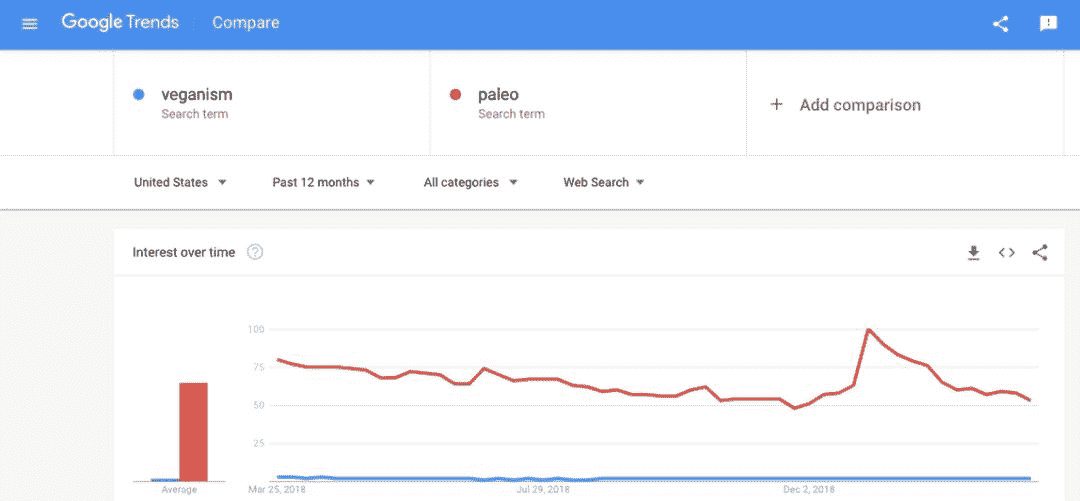 Google Trends Compare
veganism
Search term
paleo
Search term
+ Add comparison
United States Past 12 months All categories Web Search
Interest over time ?
100
75
50
25
Average
Mar 25, 2018 Jul 29, 2018 Dec 2, 2018